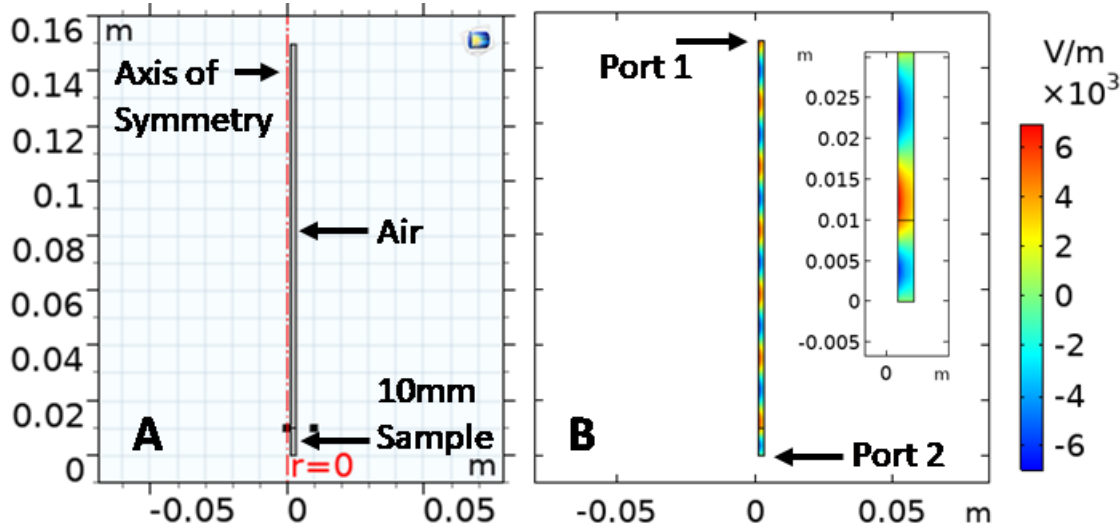 0.16
m
0.14
0.12
0.1
0.08
0.06
0.04
0.02
0
Axis of
Symmetry
Air
10mm
Sample
A
r=0
m
-0.05
0
0.05
Port 1
m
0.025
0.02
0.015
0.01
0.005
0
-0.005
0
m
B
Port 2
-0.05
0
0.05
m
V/m
×10³
6
4
2
0
-2
-4
-6